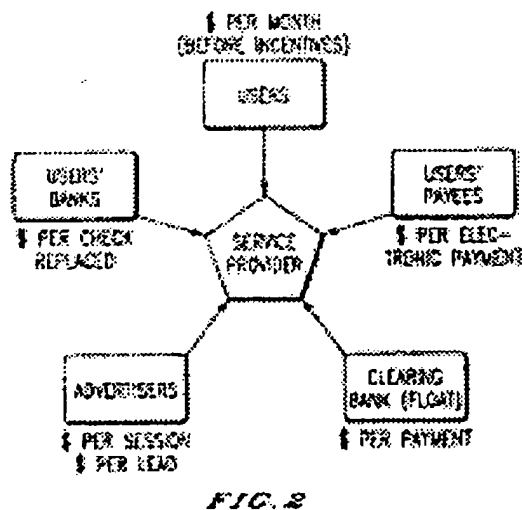 $ PER MONTH
(BEFORE INCENTIVES)
USERS
USERS'
BANKS
$ PER CHECK
REPLACED
USERS'
PAYEES
$ PER ELEC-
TRONIC PAYMENT
SERVICE
PROVIDER
ADVERTISERS
$ PER SESSION
$ PER LEAD
CLEARING
BANK (FLOAT)
$ PER PAYMENT
FIG. 2